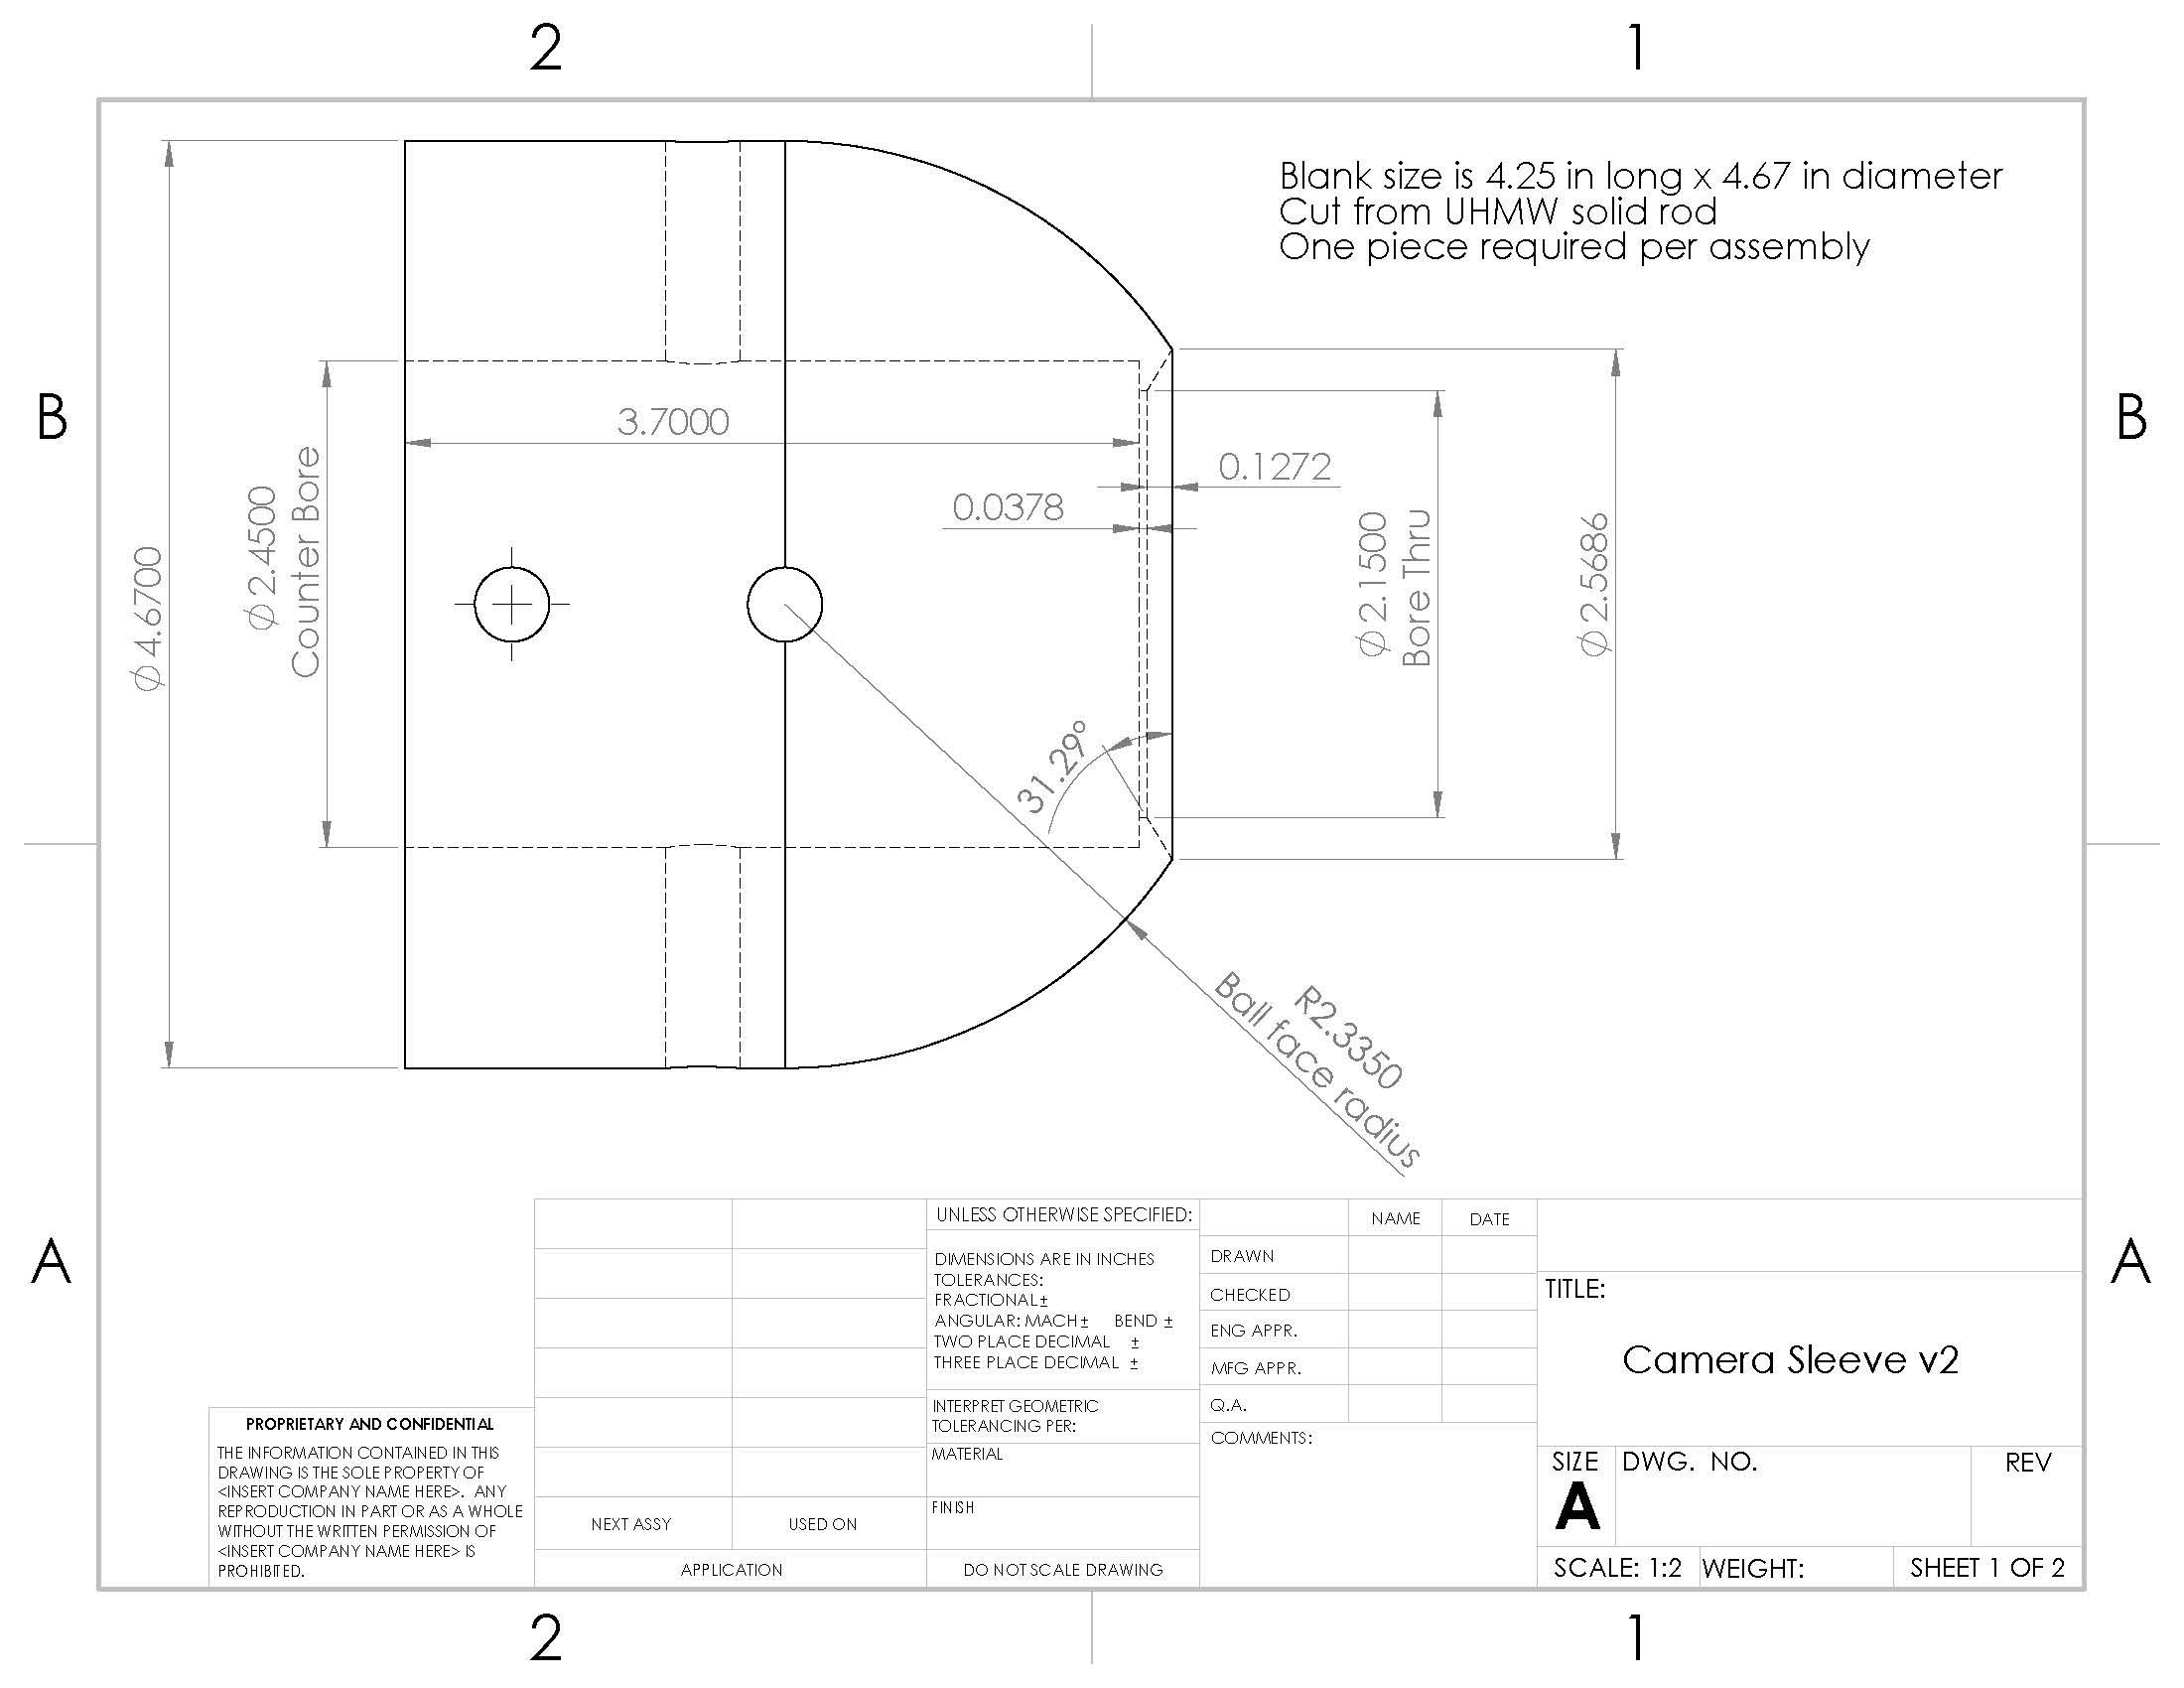 2
1
Blank size is 4.25 in long x 4.67 in diameter
Cut from UHMW solid rod
One piece required per assembly
B
B
3.7000
0.1272
0.0378
⌀4.6700
⌀2.4500
Counter Bore
⌀2.1500
Bore Thru
⌀2.5686
31.29°
R2.3350
Ball face radius
A
A
UNLESS OTHERWISE SPECIFIED:
DIMENSIONS ARE IN INCHES
TOLERANCES:
FRACTIONAL±
ANGULAR: MACH± BEND ±
TWO PLACE DECIMAL ±
THREE PLACE DECIMAL ±
INTERPRET GEOMETRIC
TOLERANCING PER:
MATERIAL
FINISH
DO NOT SCALE DRAWING
NAME
DATE
DRAWN
CHECKED
ENG APPR.
MFG APPR.
Q.A.
COMMENTS:
TITLE:
Camera Sleeve v2
SIZE
A
DWG. NO.
REV
SCALE: 1:2
WEIGHT:
SHEET 1 OF 2
PROPRIETARY AND CONFIDENTIAL
THE INFORMATION CONTAINED IN THIS
DRAWING IS THE SOLE PROPERTY OF
<INSERT COMPANY NAME HERE>. ANY
REPRODUCTION IN PART OR AS A WHOLE
WITHOUT THE WRITTEN PERMISSION OF
<INSERT COMPANY NAME HERE> IS
PROHIBITED.
NEXT ASSY
USED ON
APPLICATION
2
1